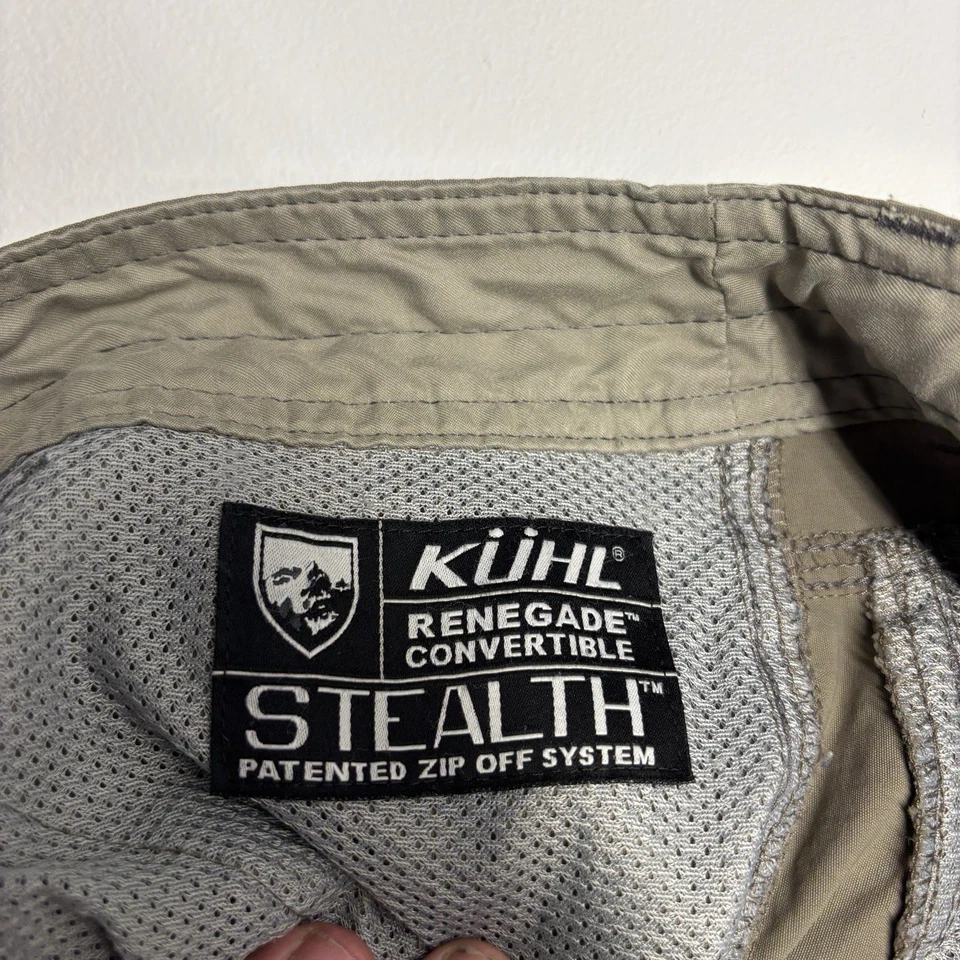 KÜHL®
RENEGADE™
CONVERTIBLE
STEALTH™
PATENTED ZIP OFF SYSTEM